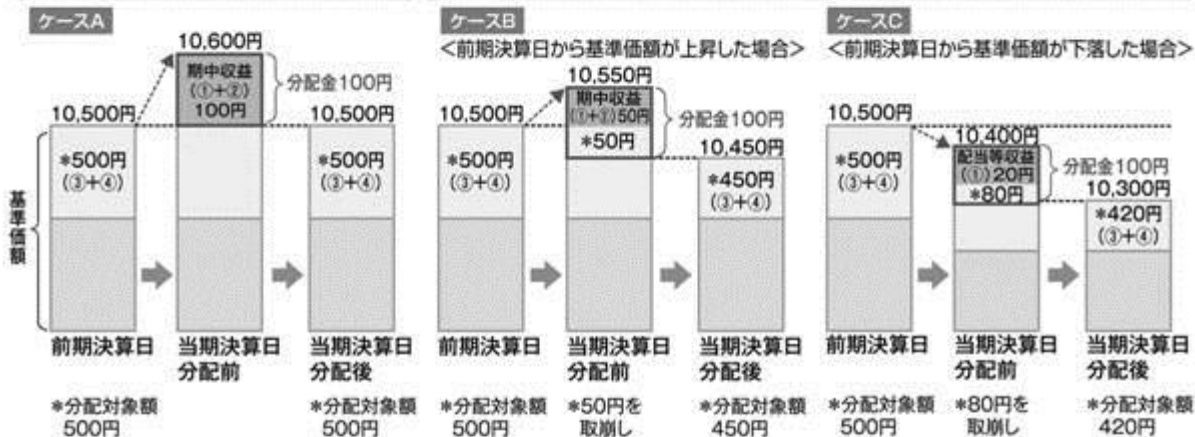 ケースA
10,600円
期中収益
(①+②)
100円
分配金100円
10,500円
10,500円
*500円
(③+④)
*500円
(③+④)
基準価額
前期決算日
当期決算日
分配前
当期決算日
分配後
*分配対象額
500円
*分配対象額
500円
ケースB
<前期決算日から基準価額が上昇した場合>
10,550円
期中収益
(①+②)50円
*50円
分配金100円
10,500円
10,450円
*500円
(③+④)
*450円
(③+④)
前期決算日
当期決算日
分配前
当期決算日
分配後
*分配対象額
500円
*50円を
取崩し
*分配対象額
450円
ケースC
<前期決算日から基準価額が下落した場合>
10,500円
10,400円
配当等収益
(①)20円
*80円
分配金100円
10,300円
*500円
(③+④)
*420円
(③+④)
前期決算日
当期決算日
分配前
当期決算日
分配後
*分配対象額
500円
*80円を
取崩し
*分配対象額
420円